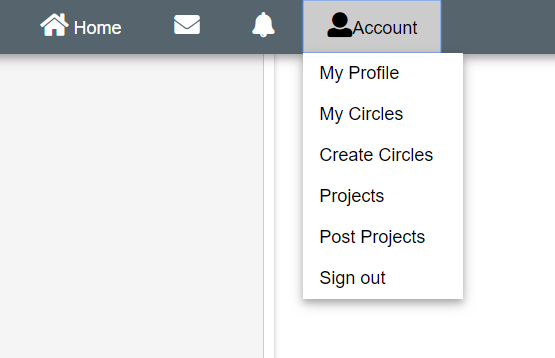 Home
Account
My Profile
My Circles
Create Circles
Projects
Post Projects
Sign out